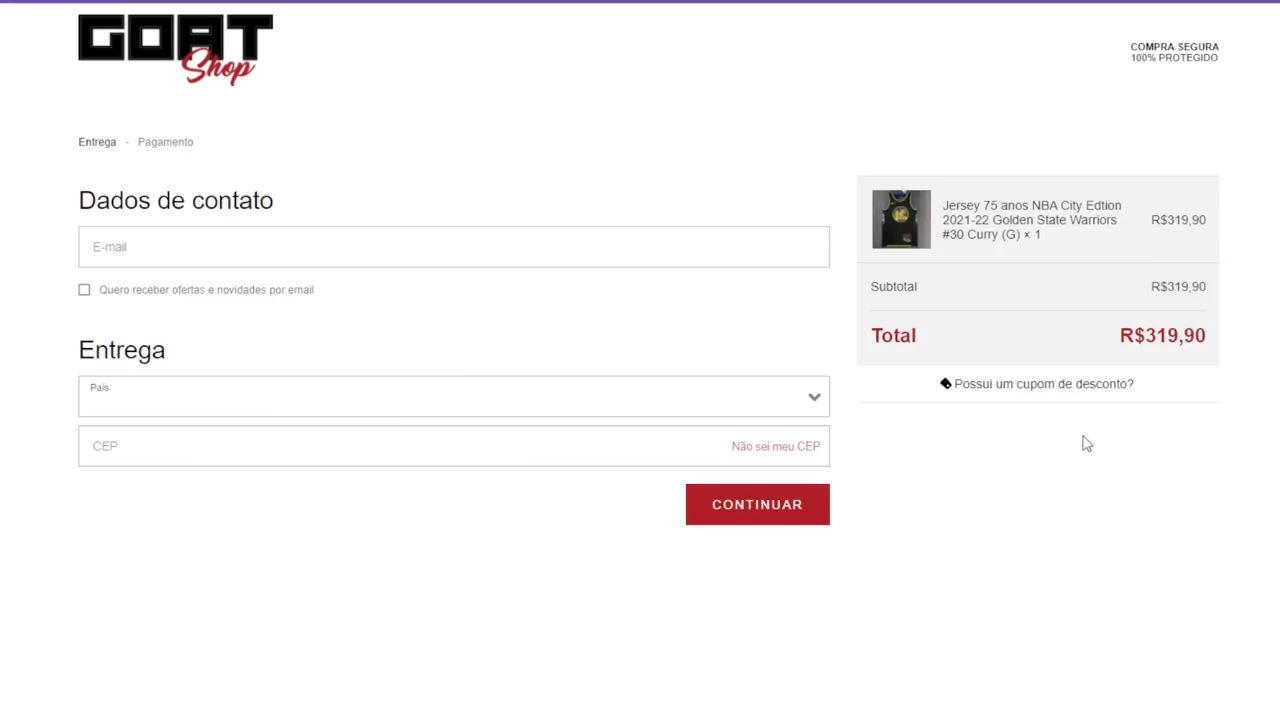 GOAT
Shop
COMPRA SEGURA
100% PROTEGIDO
Entrega - Pagamento
Dados de contato
E-mail
Quero receber ofertas e novidades por email
Entrega
País
CEP
Não sei meu CEP
CONTINUAR
Jersey 75 anos NBA City Edtion
2021-22 Golden State Warriors
#30 Curry (G) × 1
R$319,90
Subtotal R$319,90
Total R$319,90
Possui um cupom de desconto?